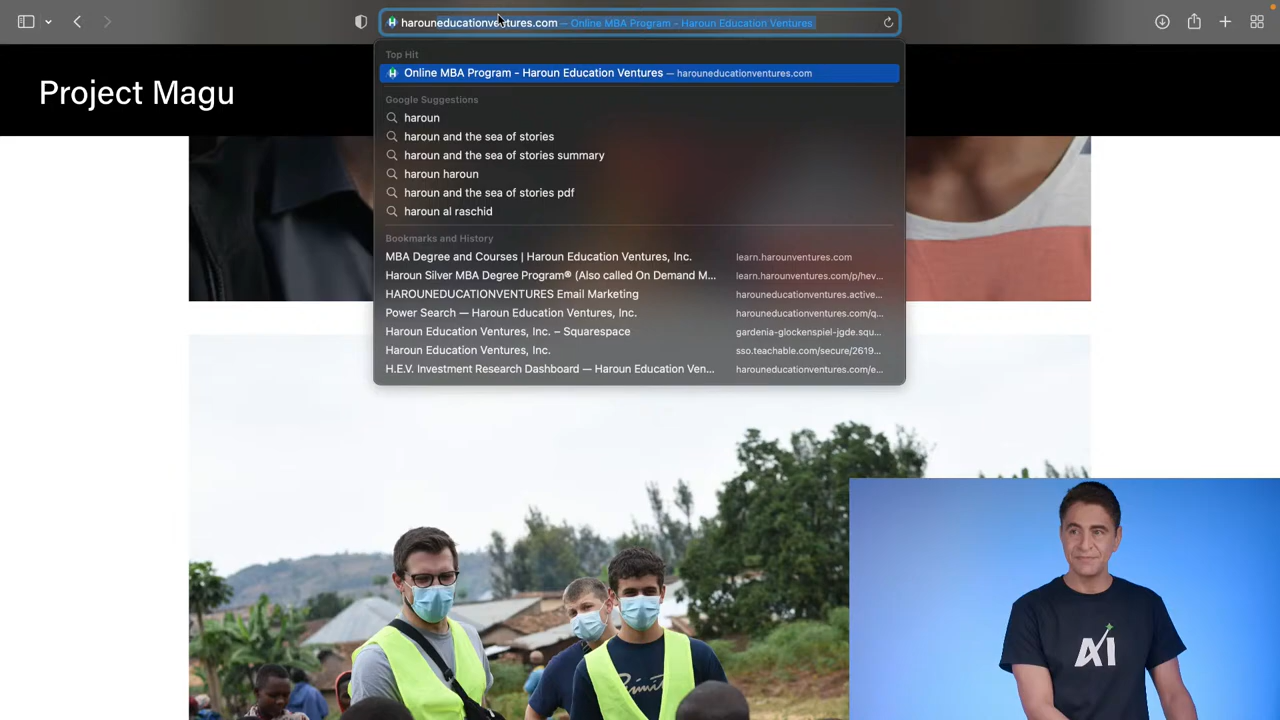 harouneducationventures.com — Online MBA Program - Haroun Education Ventures
Top Hit
Online MBA Program - Haroun Education Ventures — harouneducationventures.com
Project Magu
Google Suggestions
haroun
haroun and the sea of stories
haroun and the sea of stories summary
haroun haroun
haroun and the sea of stories pdf
haroun al raschid
Bookmarks and History
MBA Degree and Courses | Haroun Education Ventures, Inc. learn.harounventures.com
Haroun Silver MBA Degree Program® (Also called On Demand M... learn.harounventures.com/p/hev...
HAROUNEDUCATIONVENTURES Email Marketing harouneducationventures.active...
Power Search — Haroun Education Ventures, Inc. harouneducationventures.com/q...
Haroun Education Ventures, Inc. – Squarespace gardenia-glockenspiel-jgde.squ...
Haroun Education Ventures, Inc. sso.teachable.com/secure/2619...
H.E.V. Investment Research Dashboard — Haroun Education Ven... harouneducationventures.com/e...
AI